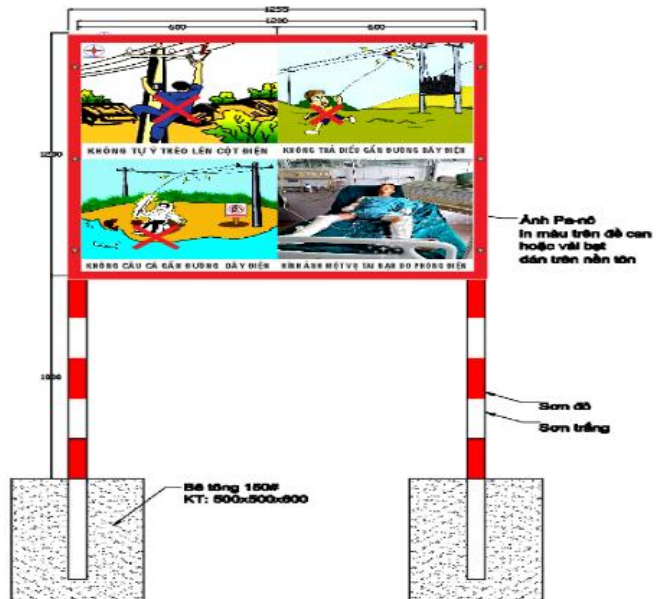 1255
1200
600
600
KHÔNG TỰ Ý TRÈO LÊN CỘT ĐIỆN
KHÔNG THẢ DIỀU GẦN ĐƯỜNG DÂY ĐIỆN
KHÔNG CÂU CÁ GẦN ĐƯỜNG DÂY ĐIỆN
HÌNH ẢNH MỘT VỤ TAI NẠN DO PHÓNG ĐIỆN
Ảnh Pa-nô
in màu trên đề can
hoặc vải bạt
dán trên nền tôn
Sơn đỏ
Sơn trắng
Bê tông 150#
KT: 500x500x600